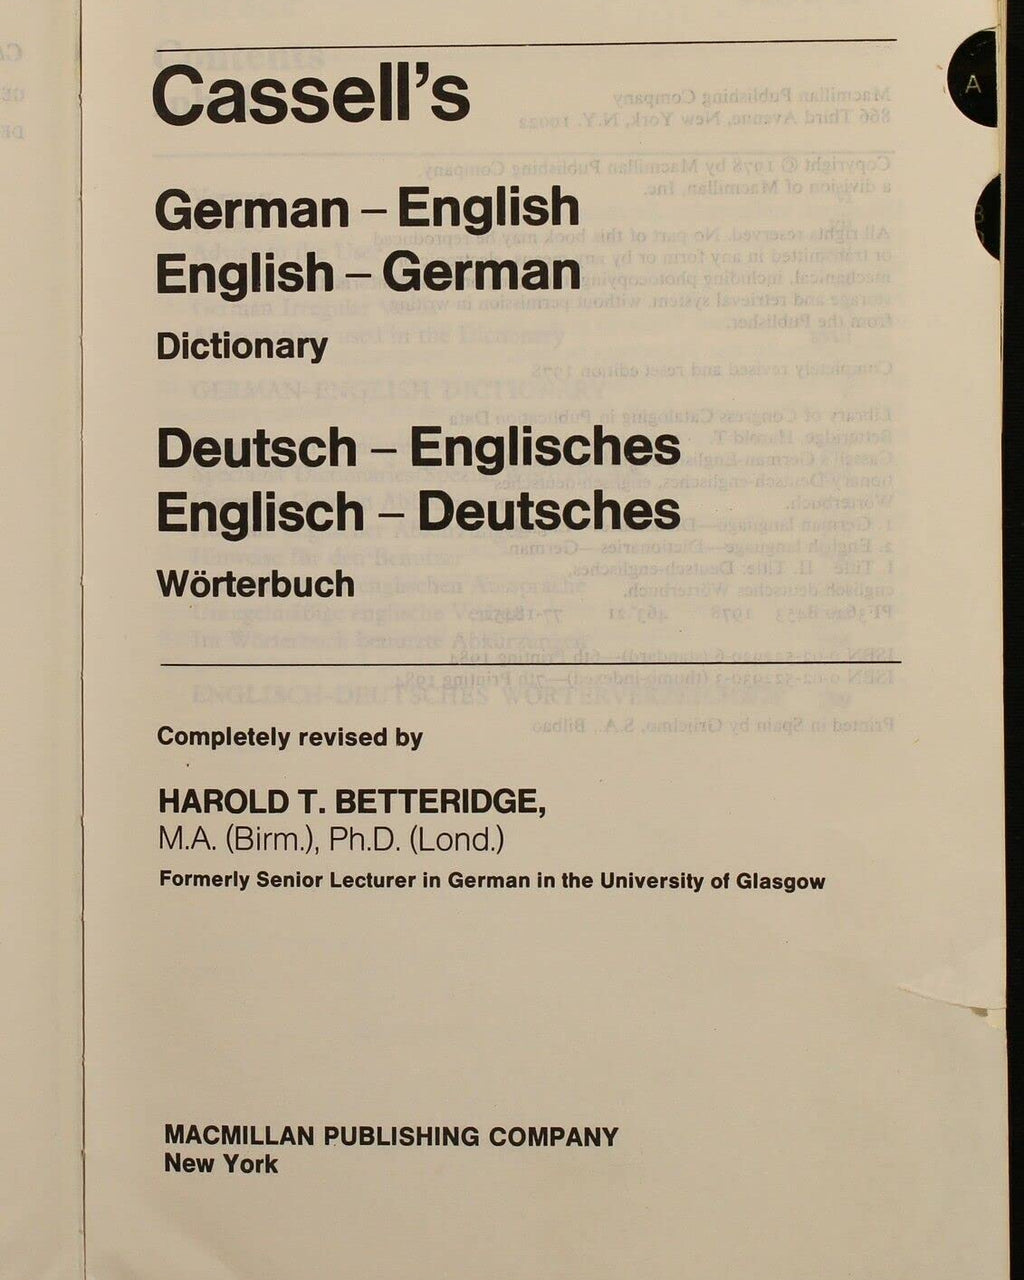 Cassell's
German – English
English – German
Dictionary
Deutsch – Englisches
Englisch – Deutsches
Wörterbuch
Completely revised by
HAROLD T. BETTERIDGE,
M.A. (Birm.), Ph.D. (Lond.)
Formerly Senior Lecturer in German in the University of Glasgow
MACMILLAN PUBLISHING COMPANY
New York
A